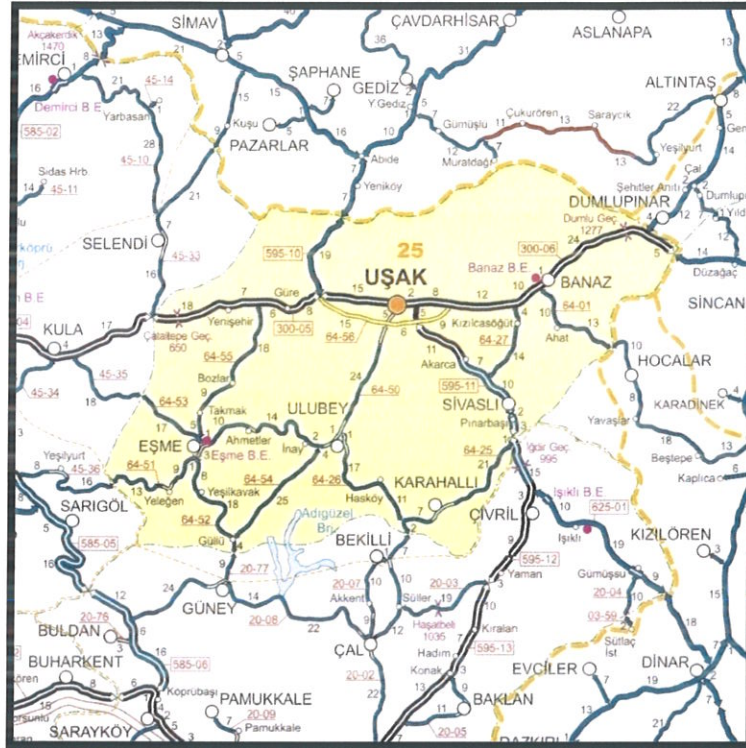 SİMAV
ÇAVDARHİSAR
ASLANAPA
Akçakerdik
1470
EMİRCİ
Demirci B.E.
585-02
45-14
Yarbasan
ŞAPHANE
GEDİZ
Y.Gediz
ALTINTAŞ
Kuşu
PAZARLAR
Gümüşlü
Çukurören
Saraycık
Muratdağı
Yeşilyurt
45-10
Sidas Hrb.
45-11
Abide
Yeniköy
Çal
Şehitler Anıtı
DUMLUPINAR
Dumlu Geç.
1277
SELENDİ
45-33
595-10
25
UŞAK
Banaz B.E.
300-06
BANAZ
Düzağaç
SİNCAN
Güre
Yenişehir
300-05
Çataltepe Geç.
650
KULA
64-56
Kızılcasöğüt
64-01
Ahat
64-27
HOCALAR
45-35
45-34
64-55
Bozlar
64-50
Akarca
595-11
64-53
Takmak
ULUBEY
SİVASLI
KARADİREK
Yavaşlar
EŞME
Ahmetler
İnay
Pınarbaşı
Eşme B.E.
64-25
Iğdır Geç.
995
Beştepe
Kaplıca
Yeşilyurt
45-36
64-51
Yeleğen
Yeşilkavak
64-54
64-26
Hasköy
KARAHALLI
Işıklı B.E
625-01
SARIGÖL
64-52
Güllü
Adıgüzel
Brj.
ÇİVRİL
Işıklı
KIZILÖREN
585-05
BEKİLLİ
595-12
20-77
Yaman
Gümüşsu
GÜNEY
20-07
Akkent
Süller
20-03
20-04
03-59
Sütlaç
İst
20-76
BULDAN
20-08
Haşatbeli
1035
Kıralan
ÇAL
Hadım
595-13
BUHARKENT
585-06
20-02
Konak
EVCİLER
DİNAR
Köprübaşı
PAMUKKALE
BAKLAN
SARAYKÖY
20-09
Pamukkale
20-05
DAZKIRI